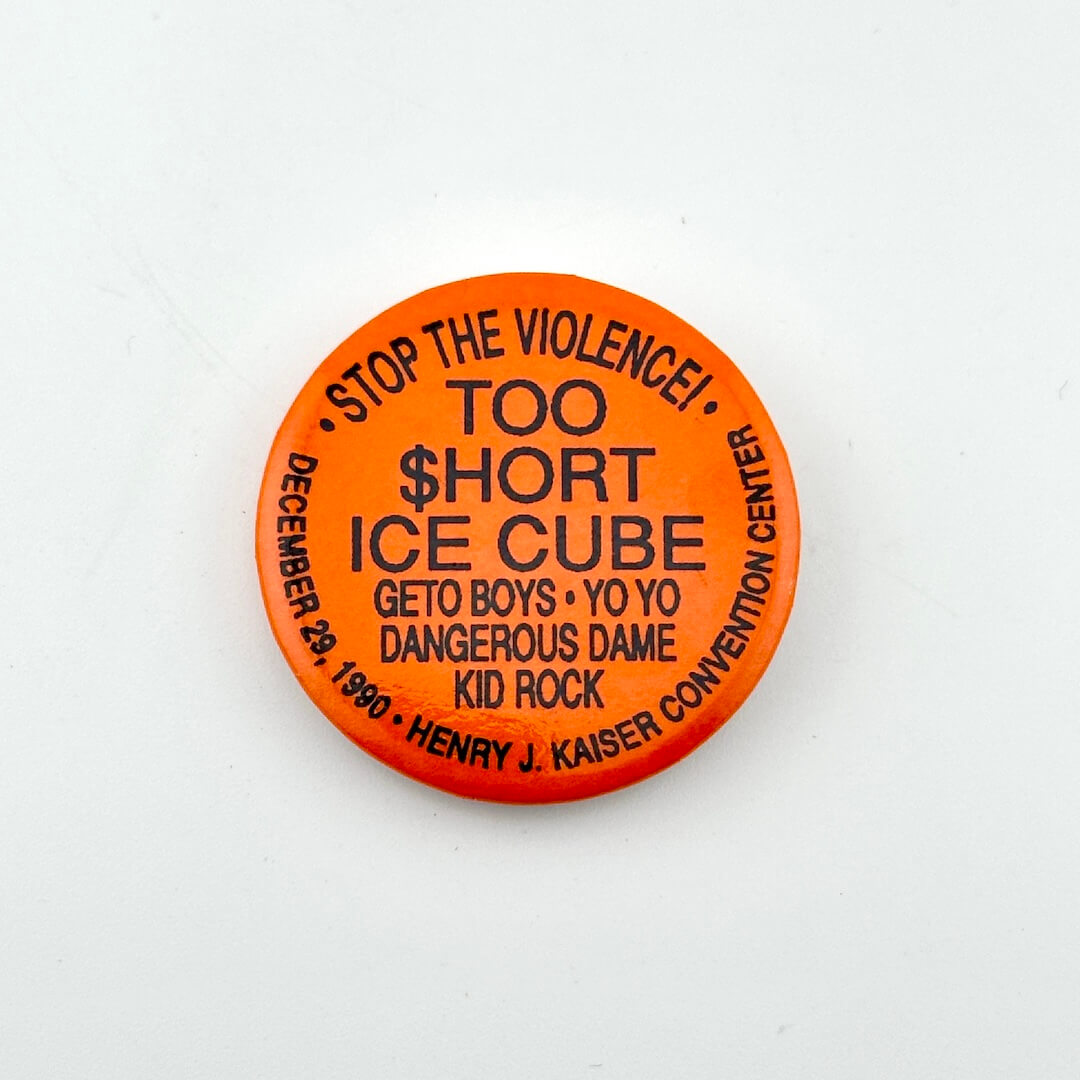 • STOP THE VIOLENCE! •
TOO
$HORT
ICE CUBE
GETO BOYS • YO YO
DANGEROUS DAME
KID ROCK
DECEMBER 29, 1990 • HENRY J. KAISER CONVENTION CENTER